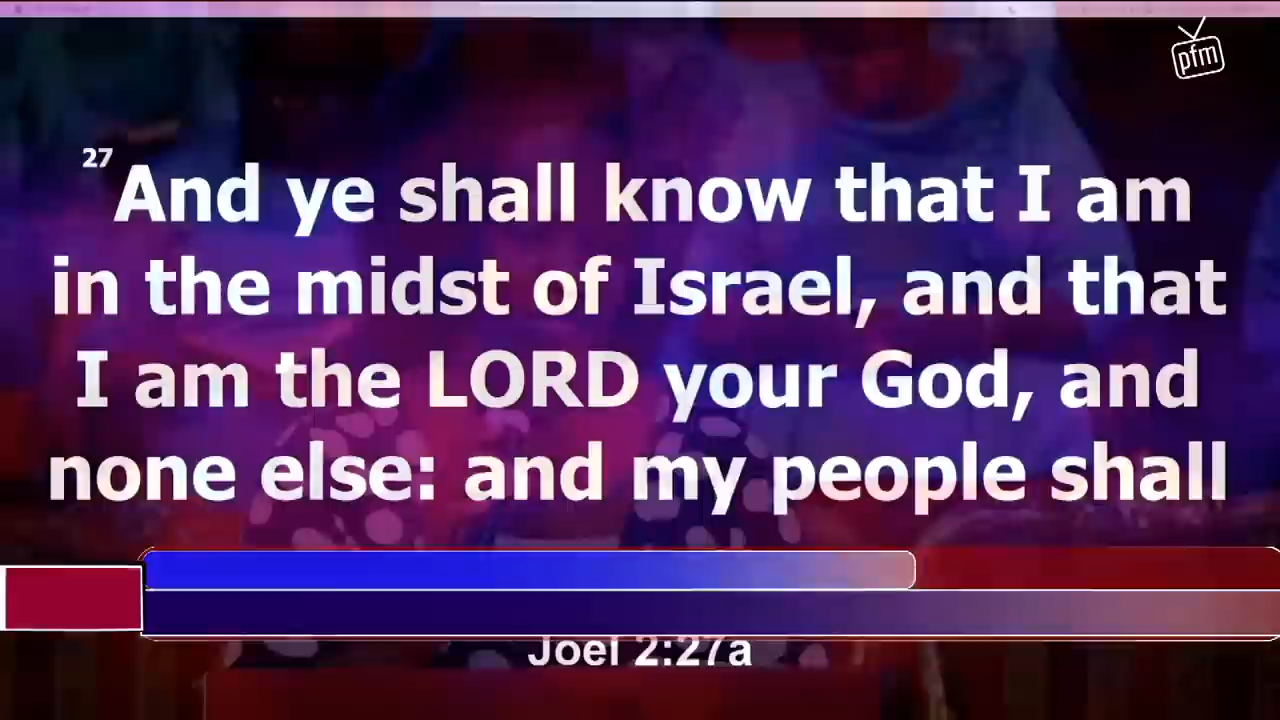 pfm
27 And ye shall know that I am
in the midst of Israel, and that
I am the LORD your God, and
none else: and my people shall
Joel 2:27a